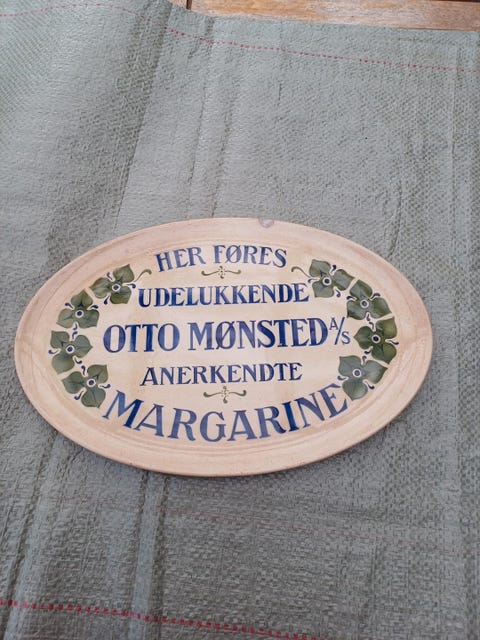 HER FØRES
UDELUKKENDE
OTTO MØNSTED A/S
ANERKENDTE
MARGARINE